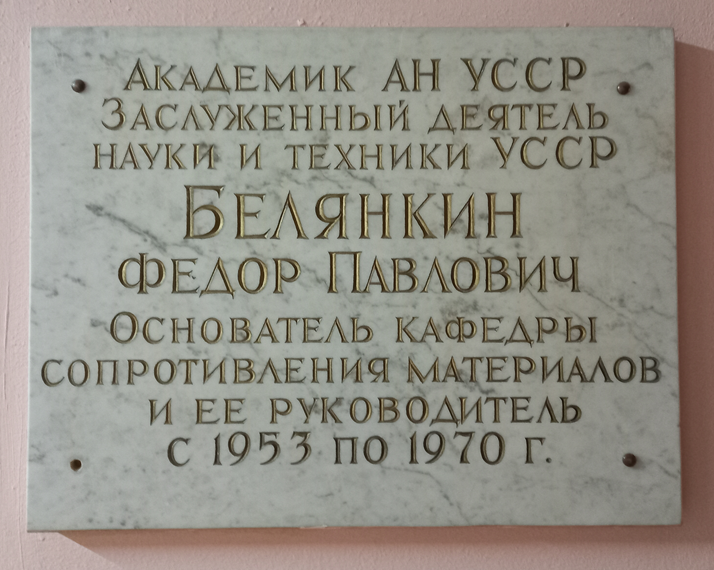 Академик АН УССР
Заслуженный деятель
науки и техники УССР
Белянкин
Федор Павлович
Основатель кафедры
сопротивления материалов
и ее руководитель
с 1953 по 1970 г.